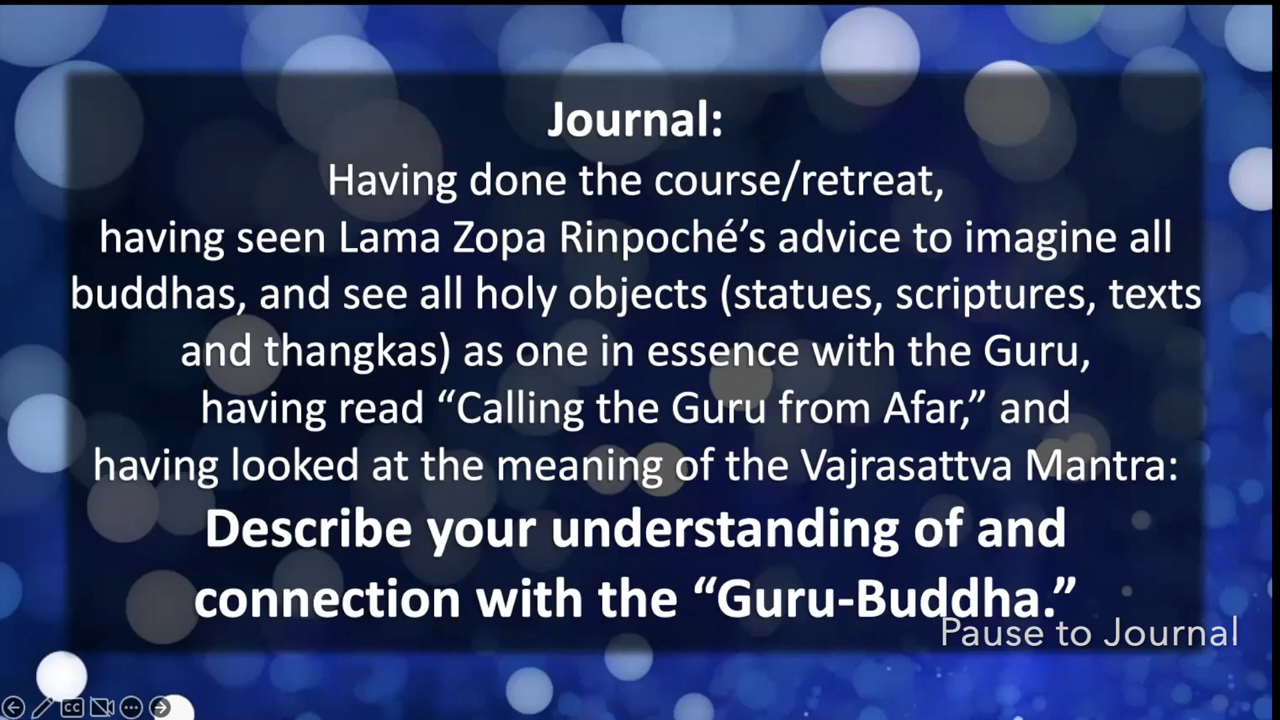 Journal:
Having done the course/retreat,
having seen Lama Zopa Rinpoché’s advice to imagine all
buddhas, and see all holy objects (statues, scriptures, texts
and thangkas) as one in essence with the Guru,
having read “Calling the Guru from Afar,” and
having looked at the meaning of the Vajrasattva Mantra:
Describe your understanding of and
connection with the “Guru-Buddha.”
Pause to Journal
CC